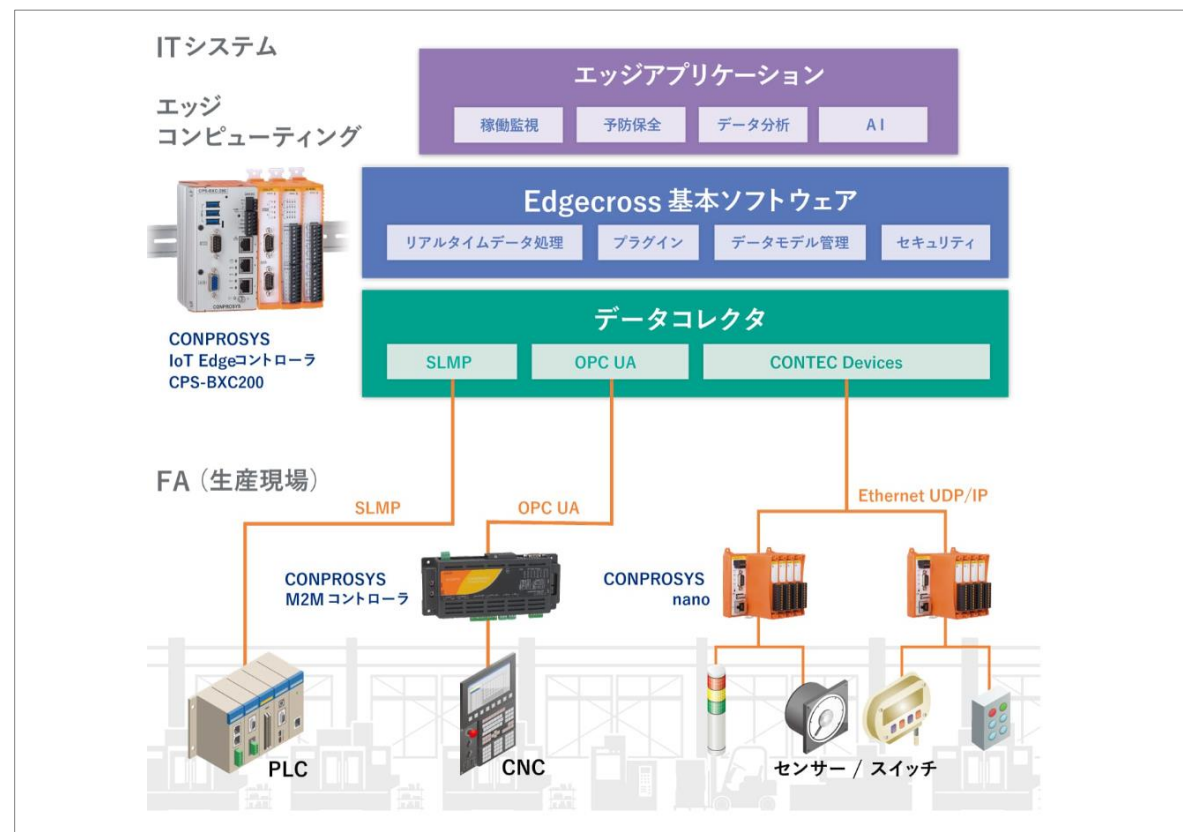 ITシステム
エッジアプリケーション
稼働監視
予防保全
データ分析
AI
エッジ
コンピューティング
CPS-BXC200
CONPROSYS
Edgecross 基本ソフトウェア
リアルタイムデータ処理
プラグイン
データモデル管理
セキュリティ
データコレクタ
SLMP
OPC UA
CONTEC Devices
CONPROSYS
IoT Edgeコントローラ
CPS-BXC200
FA（生産現場）
SLMP
OPC UA
Ethernet UDP/IP
CONPROSYS
M2M コントローラ
CONPROSYS
nano
PLC
CNC
センサー / スイッチ